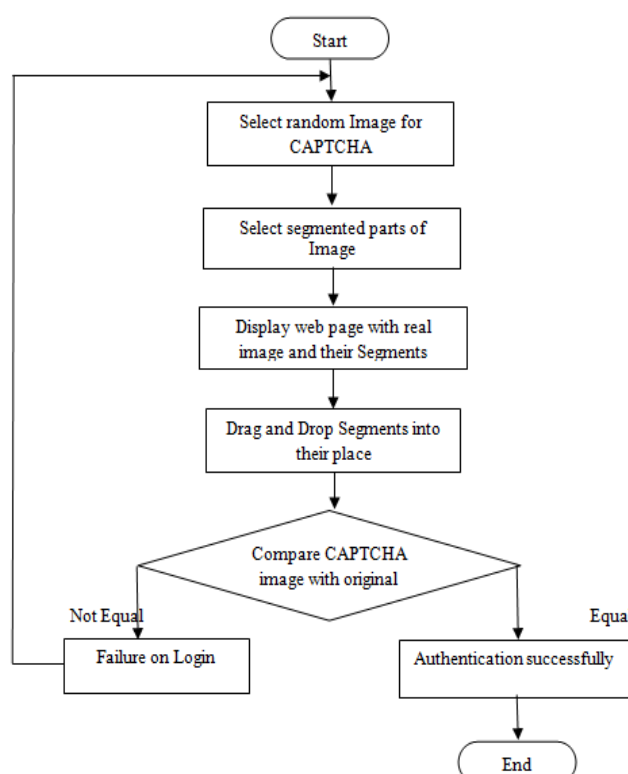 Start
Select random Image for
CAPTCHA
Select segmented parts of
Image
Display web page with real
image and their Segments
Drag and Drop Segments into
their place
Compare CAPTCHA
image with original
Not Equal
Equa
Failure on Login
Authentication successfully
End